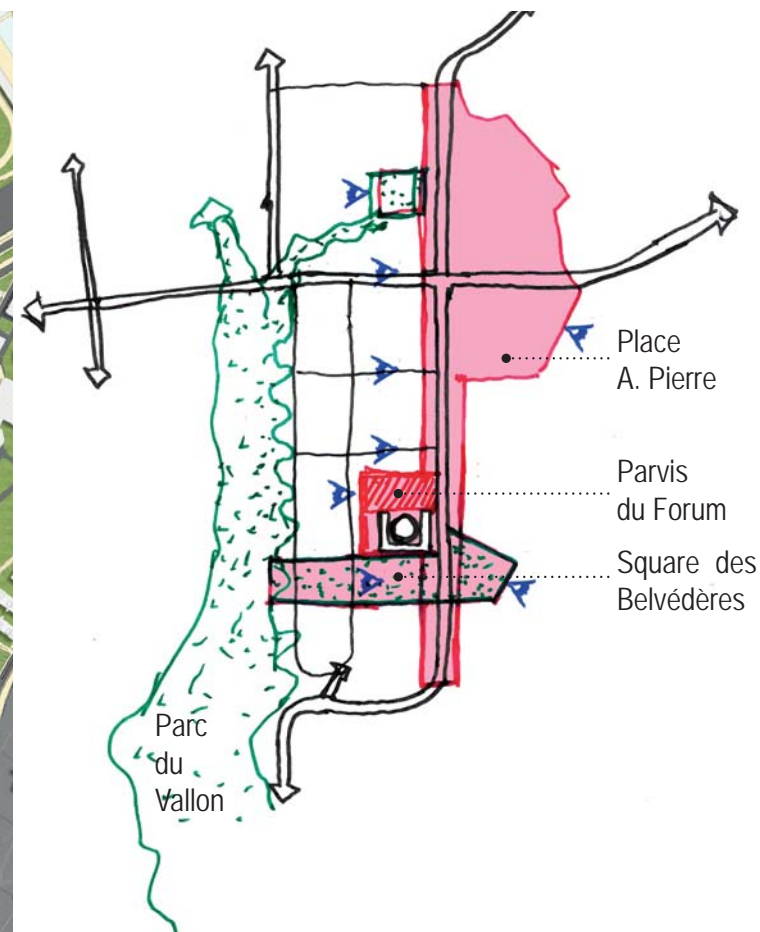 Place
A. Pierre
Parvis
du Forum
Square des
Belvédères
Parc
du
Vallon